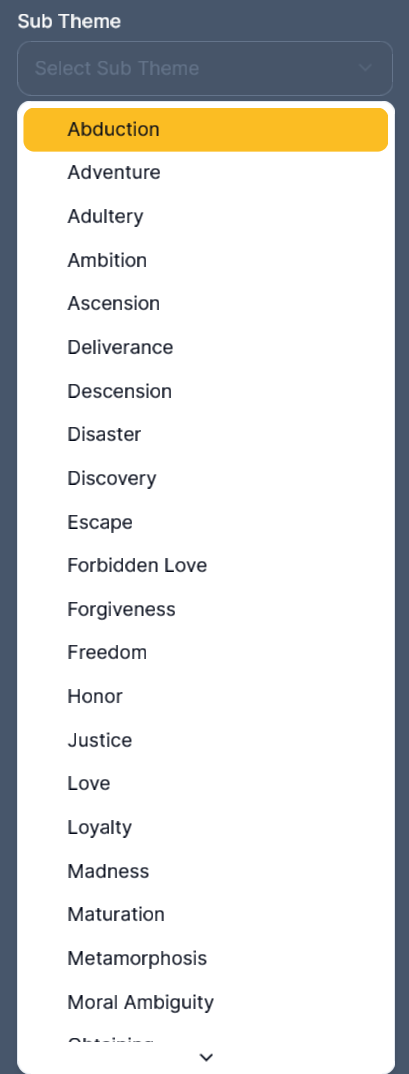 Sub Theme
Select Sub Theme
Abduction
Adventure
Adultery
Ambition
Ascension
Deliverance
Descension
Disaster
Discovery
Escape
Forbidden Love
Forgiveness
Freedom
Honor
Justice
Love
Loyalty
Madness
Maturation
Metamorphosis
Moral Ambiguity
Obtaining